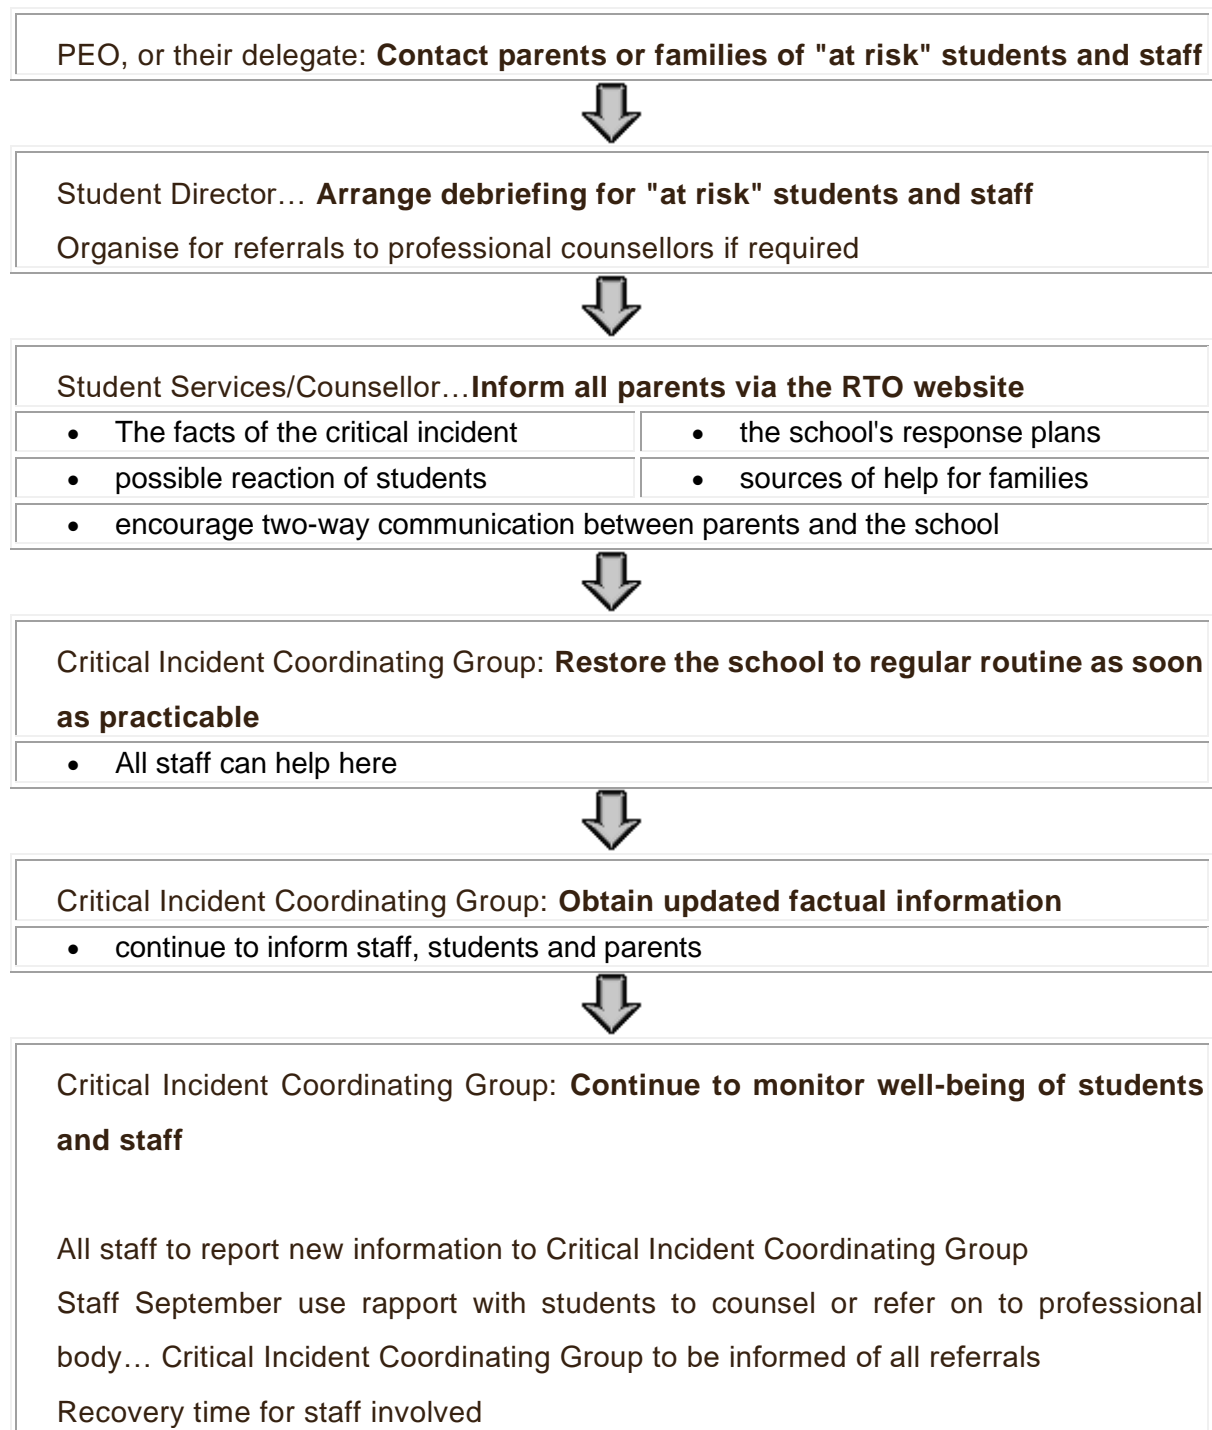 PEO, or their delegate: Contact parents or families of "at risk" students and staff
Student Director… Arrange debriefing for "at risk" students and staff
Organise for referrals to professional counsellors if required
Student Services/Counsellor…Inform all parents via the RTO website
• The facts of the critical incident
• the school's response plans
• possible reaction of students
• sources of help for families
• encourage two-way communication between parents and the school
Critical Incident Coordinating Group: Restore the school to regular routine as soon
as practicable
• All staff can help here
Critical Incident Coordinating Group: Obtain updated factual information
• continue to inform staff, students and parents
Critical Incident Coordinating Group: Continue to monitor well-being of students
and staff
All staff to report new information to Critical Incident Coordinating Group
Staff September use rapport with students to counsel or refer on to professional
body… Critical Incident Coordinating Group to be informed of all referrals
Recovery time for staff involved